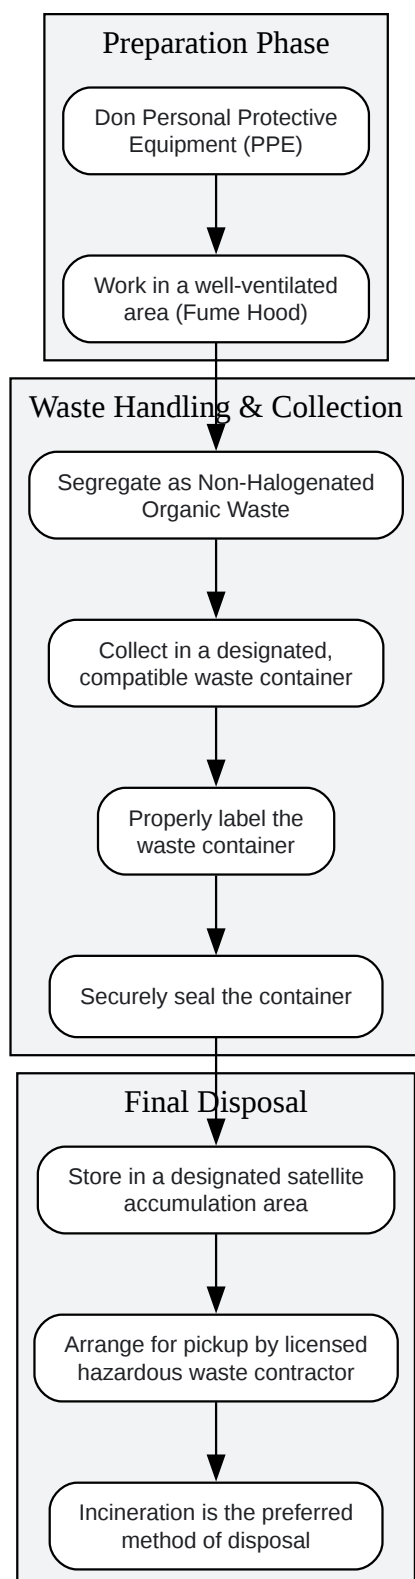 Preparation Phase
Don Personal Protective
Equipment (PPE)
Work in a well-ventilated
area (Fume Hood)
Waste Handling & Collection
Segregate as Non-Halogenated
Organic Waste
Collect in a designated,
compatible waste container
Properly label the
waste container
Securely seal the container
Final Disposal
Store in a designated satellite
accumulation area
Arrange for pickup by licensed
hazardous waste contractor
Incineration is the preferred
method of disposal